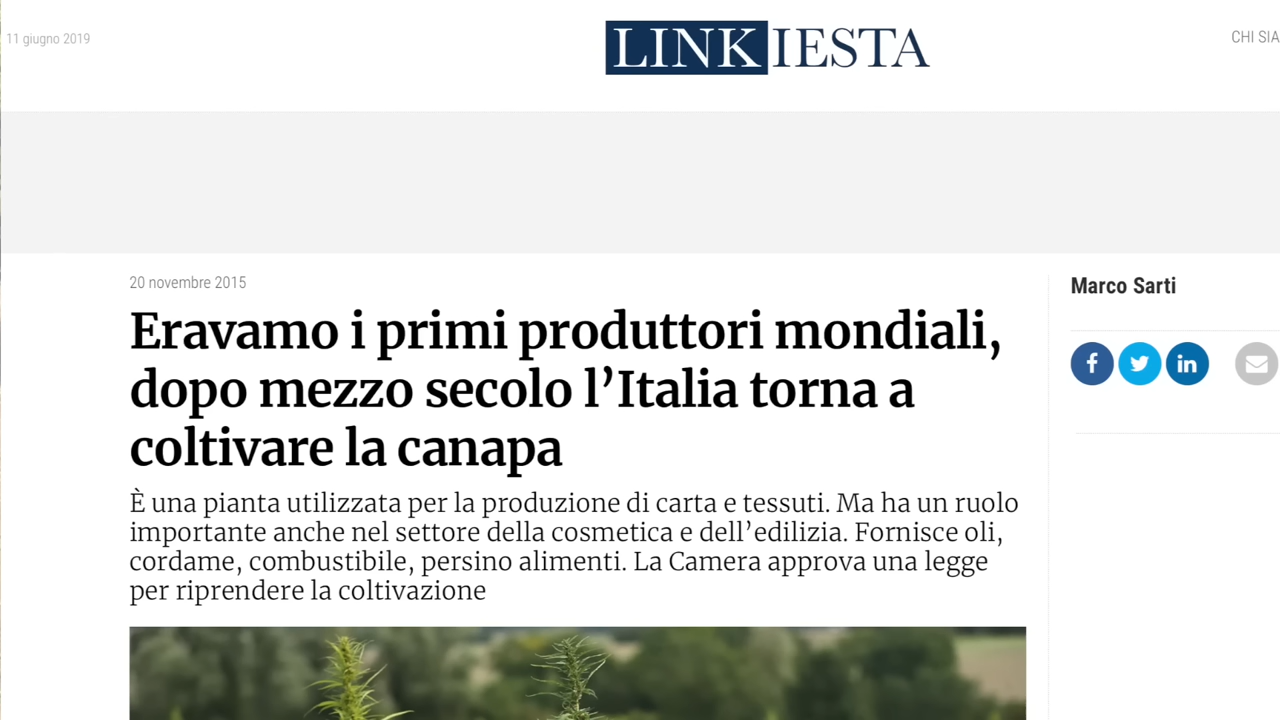 11 giugno 2019
LINKIESTA
CHI SIA
20 novembre 2015
Eravamo i primi produttori mondiali,
dopo mezzo secolo l’Italia torna a
coltivare la canapa
È una pianta utilizzata per la produzione di carta e tessuti. Ma ha un ruolo
importante anche nel settore della cosmetica e dell’edilizia. Fornisce oli,
cordame, combustibile, persino alimenti. La Camera approva una legge
per riprendere la coltivazione
Marco Sarti